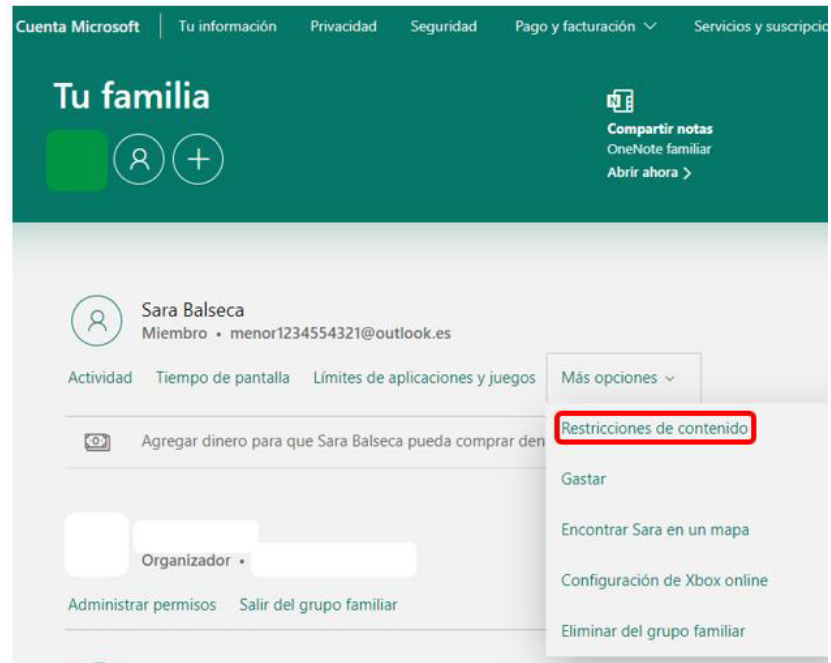 Cuenta Microsoft Tu información Privacidad Seguridad Pago y facturación Servicios y
Tu familia
Compartir notas
OneNote familiar
Abrir ahora
Sara Balseca
Miembro • menor1234554321@outlook.es
Actividad Tiempo de pantalla Límites de aplicaciones y juegos Más opciones
Restricciones de contenido
Agregar dinero para que Sara Balseca pueda comprar
Gastar
Encontrar Sara en un mapa
Organizador •
Configuración de Xbox online
Administrar permisos Salir del grupo familiar
Eliminar del grupo familiar